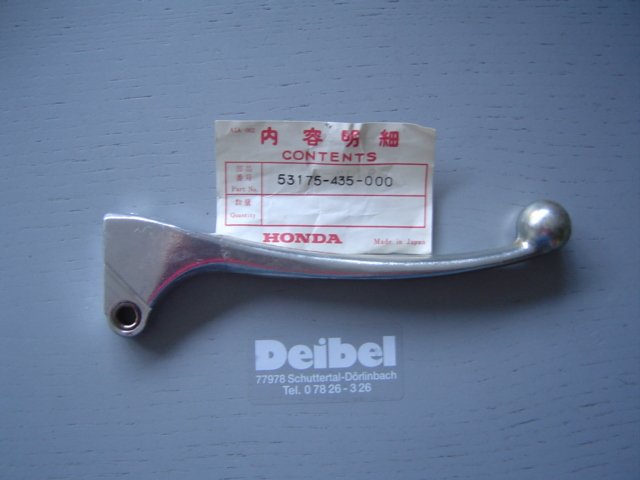 内容明細
CONTENTS
部品
番号
Part No.
53175-435-000
数量
Quantity
HONDA
Made in Japan
Deibel
77978 Schuttertal-Dörlinbach
Tel. 0 78 26 - 3 26